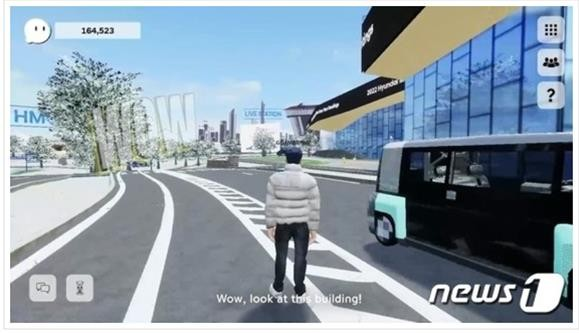 164,523
HM
WOW
LIVE STATION
2022 Hyundai
?
Wow, look at this building!
news1